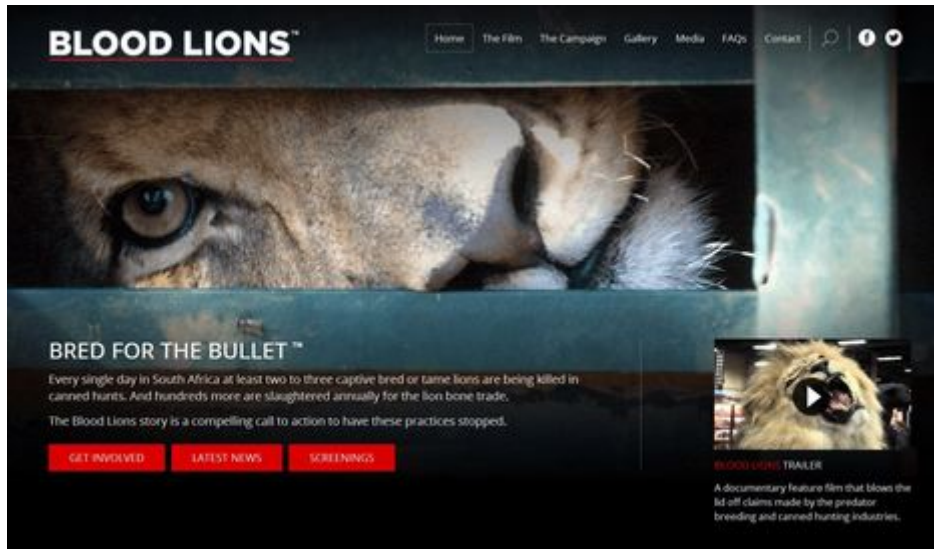 BLOOD LIONS™
Home The Film The Campaign Gallery Media FAQs Contact
BRED FOR THE BULLET ™
Every single day in South Africa at least two to three captive bred or tame lions are being killed in
canned hunts. And hundreds more are slaughtered annually for the lion bone trade.
The Blood Lions story is a compelling call to action to have these practices stopped.
GET INVOLVED LATEST NEWS SCREENINGS
BLOOD LIONS TRAILER
A documentary feature film that blows the
lid off claims made by the predator
breeding and canned hunting industries.